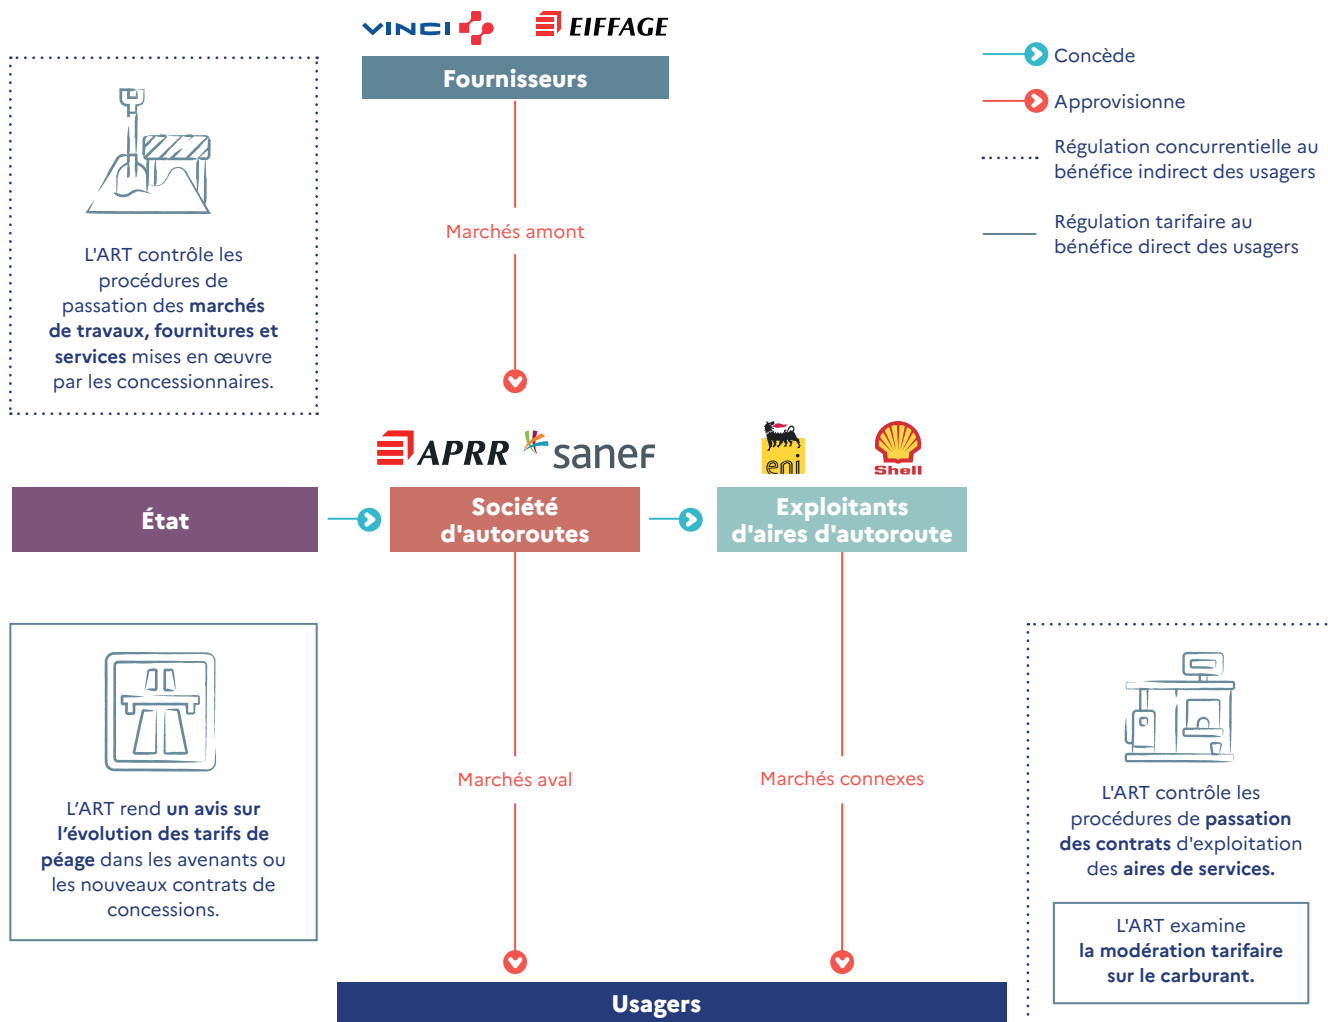 VINCI
EIFFAGE
Fournisseurs
Concède
Approvisionne
Régulation concurrentielle au
bénéfice indirect des usagers
Régulation tarifaire au
bénéfice direct des usagers
L'ART contrôle les
procédures de
passation des marchés
de travaux, fournitures et
services mises en œuvre
par les concessionnaires.
Marchés amont
APRR
sanef
eni
Shell
État
Société
d'autoroutes
Exploitants
d'aires d'autoroute
L’ART rend un avis sur
l’évolution des tarifs de
péage dans les avenants ou
les nouveaux contrats de
concessions.
Marchés aval
Marchés connexes
L'ART contrôle les
procédures de passation
des contrats d'exploitation
des aires de services.
L'ART examine
la modération tarifaire
sur le carburant.
Usagers